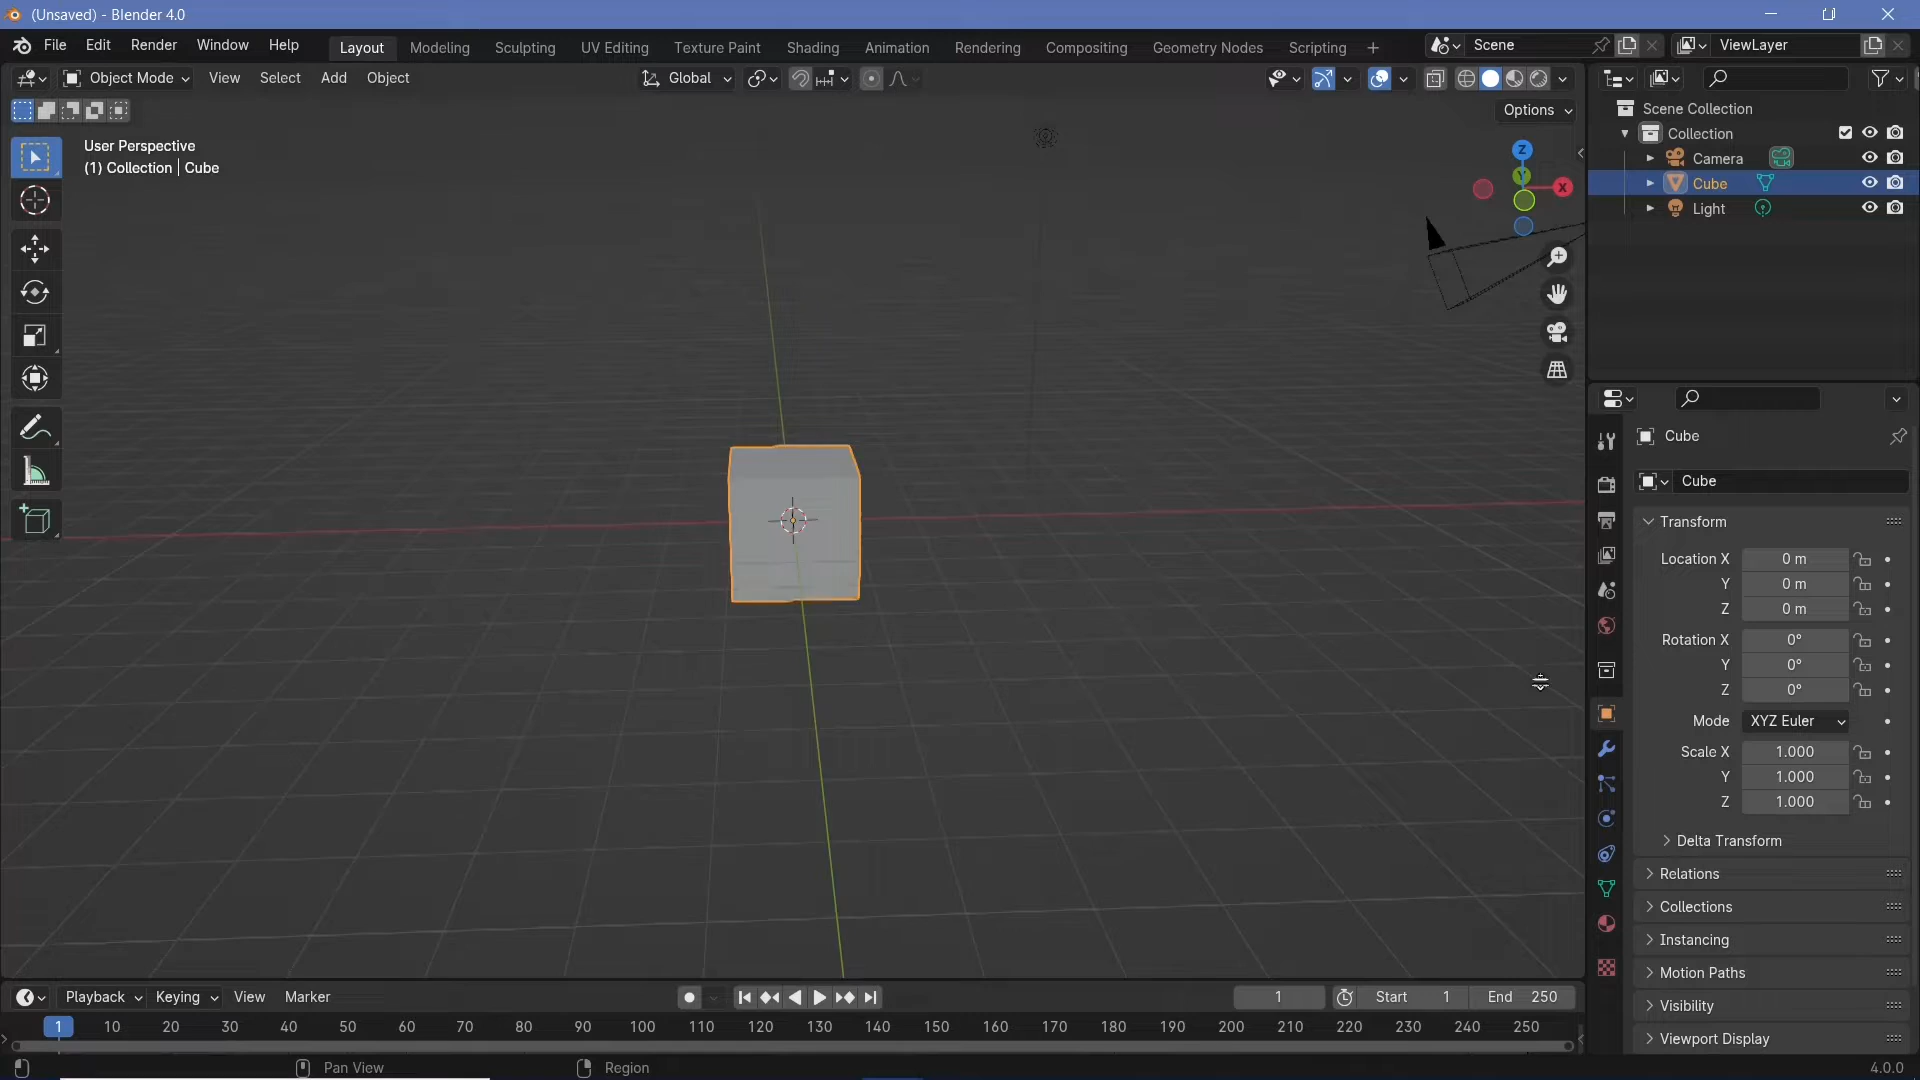 (Unsaved) - Blender 4.0
File Edit Render Window Help Layout Modeling Sculpting UV Editing Texture Paint Shading Animation Rendering Compositing Geometry Nodes Scripting + Scene ViewLayer
Object Mode View Select Add Object Global
Options
User Perspective
(1) Collection | Cube
Z
Y
X
Scene Collection
Collection
Camera
Cube
Light
Cube
Cube
Transform
Location X 0 m
Y 0 m
Z 0 m
Rotation X 0°
Y 0°
Z 0°
Mode XYZ Euler
Scale X 1.000
Y 1.000
Z 1.000
Delta Transform
Relations
Collections
Instancing
Motion Paths
Visibility
Viewport Display
Playback Keying View Marker 1 Start 1 End 250
1 10 20 30 40 50 60 70 80 90 100 110 120 130 140 150 160 170 180 190 200 210 220 230 240 250
Pan View Region 4.0.0